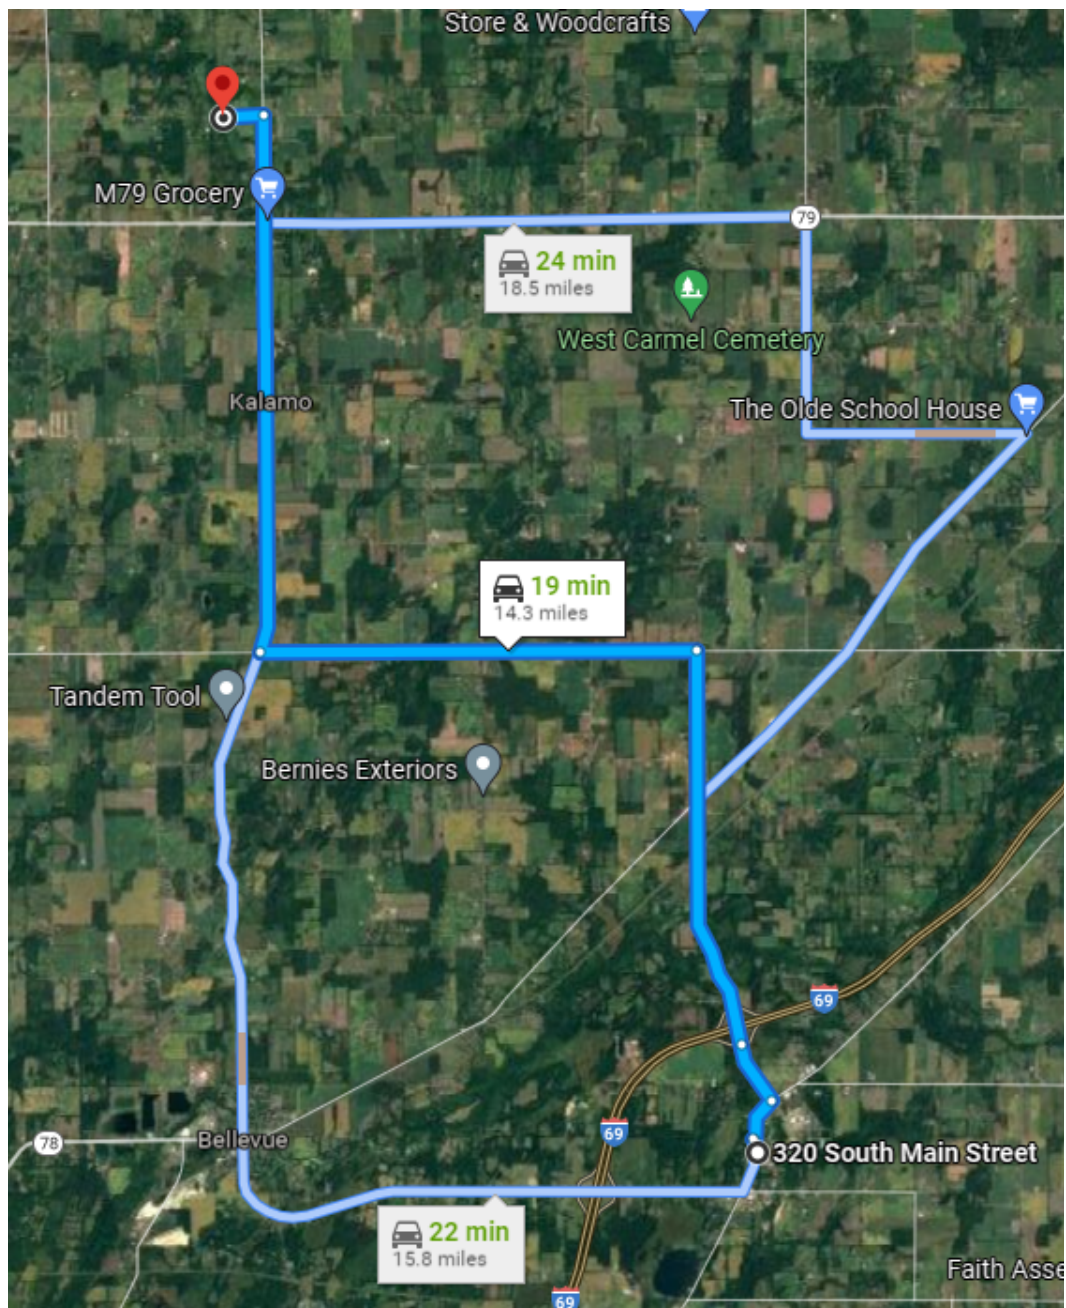 Store & Woodcrafts
M79 Grocery
79
24 min
18.5 miles
West Carmel Cemetery
Kalamo
The Olde School House
19 min
14.3 miles
Tandem Tool
Bernies Exteriors
69
69
78
Bellevue
320 South Main Street
22 min
15.8 miles
Faith Asse
69